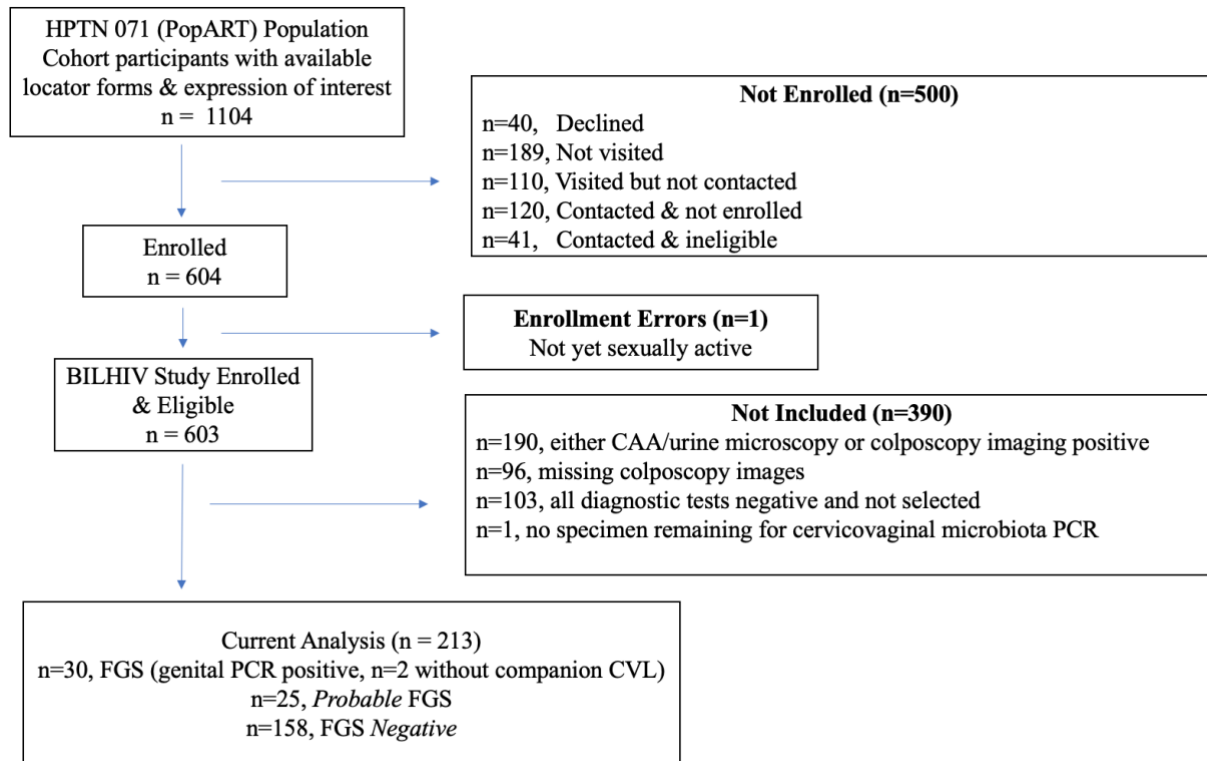 HPTN 071 (PopART) Population
Cohort participants with available
locator forms & expression of interest
n = 1104
Not Enrolled (n=500)
n=40, Declined
n=189, Not visited
n=110, Visited but not contacted
n=120, Contacted & not enrolled
n=41, Contacted & ineligible
Enrolled
n = 604
Enrollment Errors (n=1)
Not yet sexually active
BILHIV Study Enrolled
& Eligible
n = 603
Not Included (n=390)
n=190, either CAA/urine microscopy or colposcopy imaging positive
n=96, missing colposcopy images
n=103, all diagnostic tests negative and not selected
n=1, no specimen remaining for cervicovaginal microbiota PCR
Current Analysis (n = 213)
n=30, FGS (genital PCR positive, n=2 without companion CVL)
n=25, Probable FGS
n=158, FGS Negative